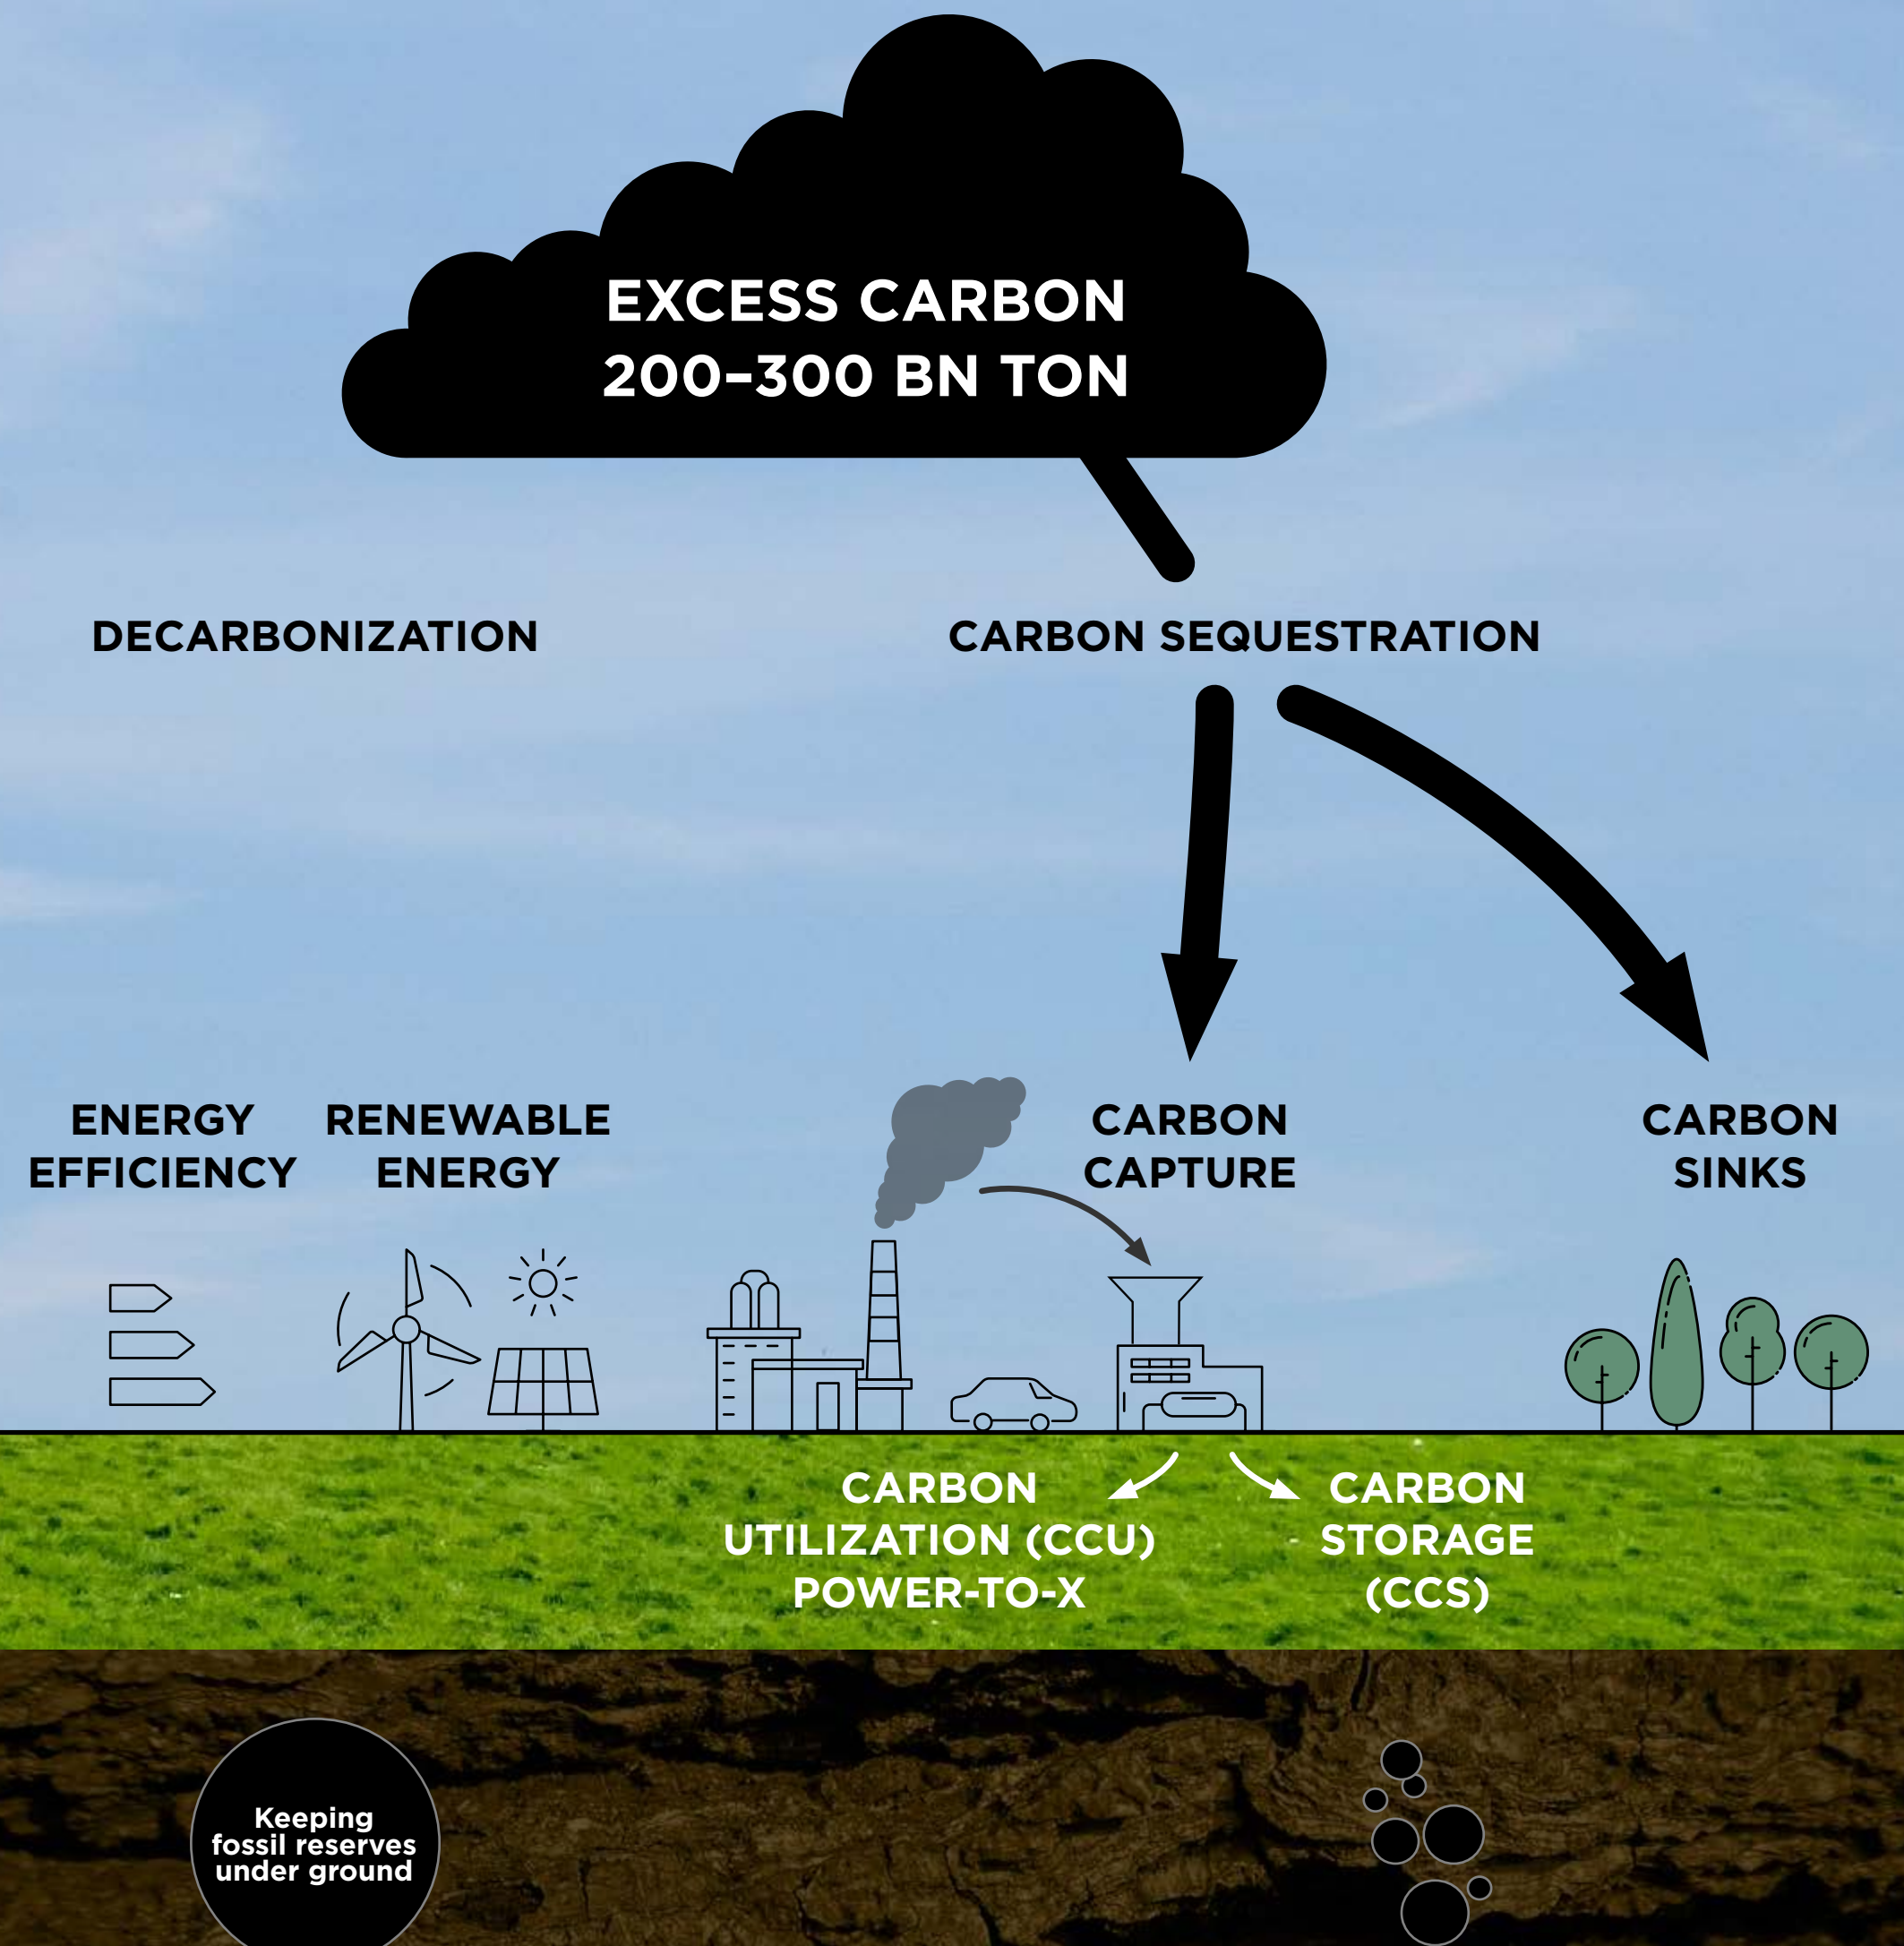 EXCESS CARBON
200-300 BN TON
DECARBONIZATION
CARBON SEQUESTRATION
ENERGY
EFFICIENCY
RENEWABLE
ENERGY
CARBON
CAPTURE
CARBON
SINKS
CARBON
UTILIZATION (CCU)
POWER-TO-X
CARBON
STORAGE
(CCS)
Keeping
fossil reserves
under ground